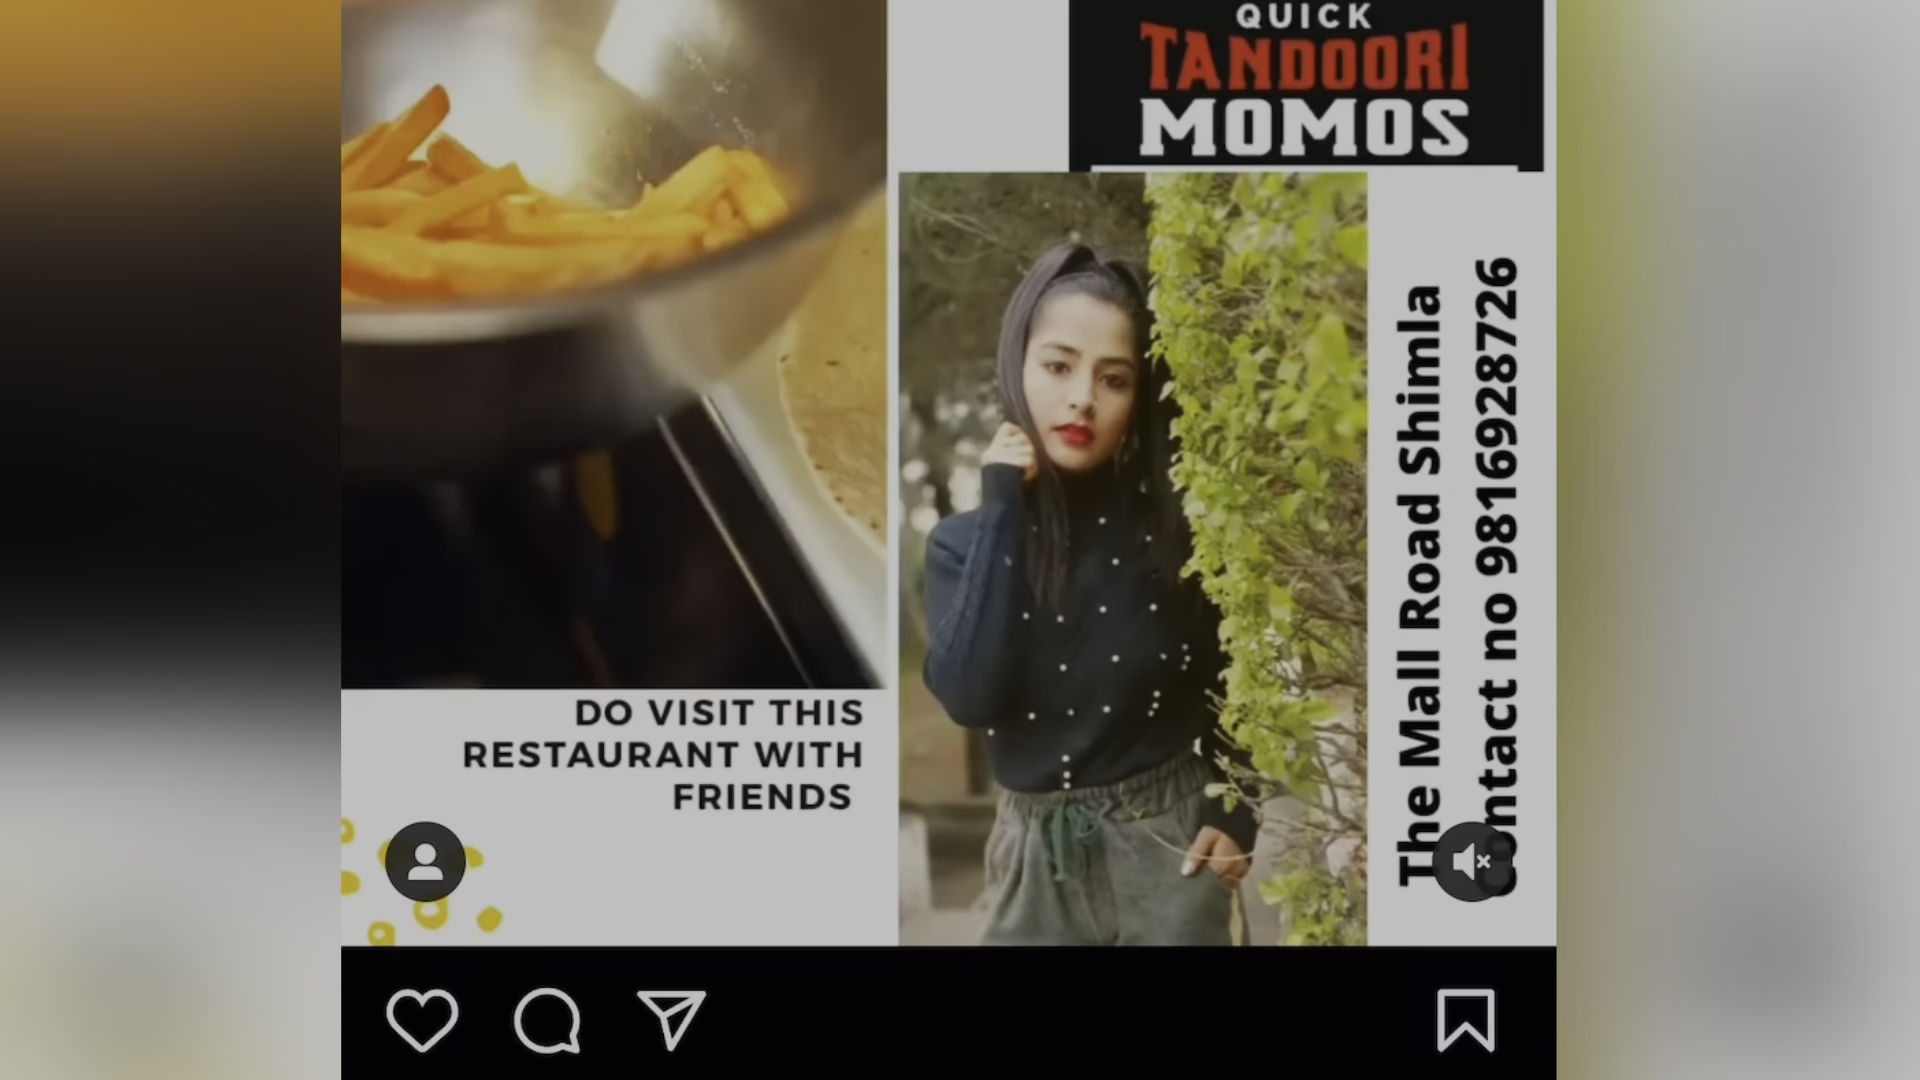 QUICK
TANDOORI
MOMOS
DO VISIT THIS
RESTAURANT WITH
FRIENDS
The Mall Road Shimla
Contact no 9816928726